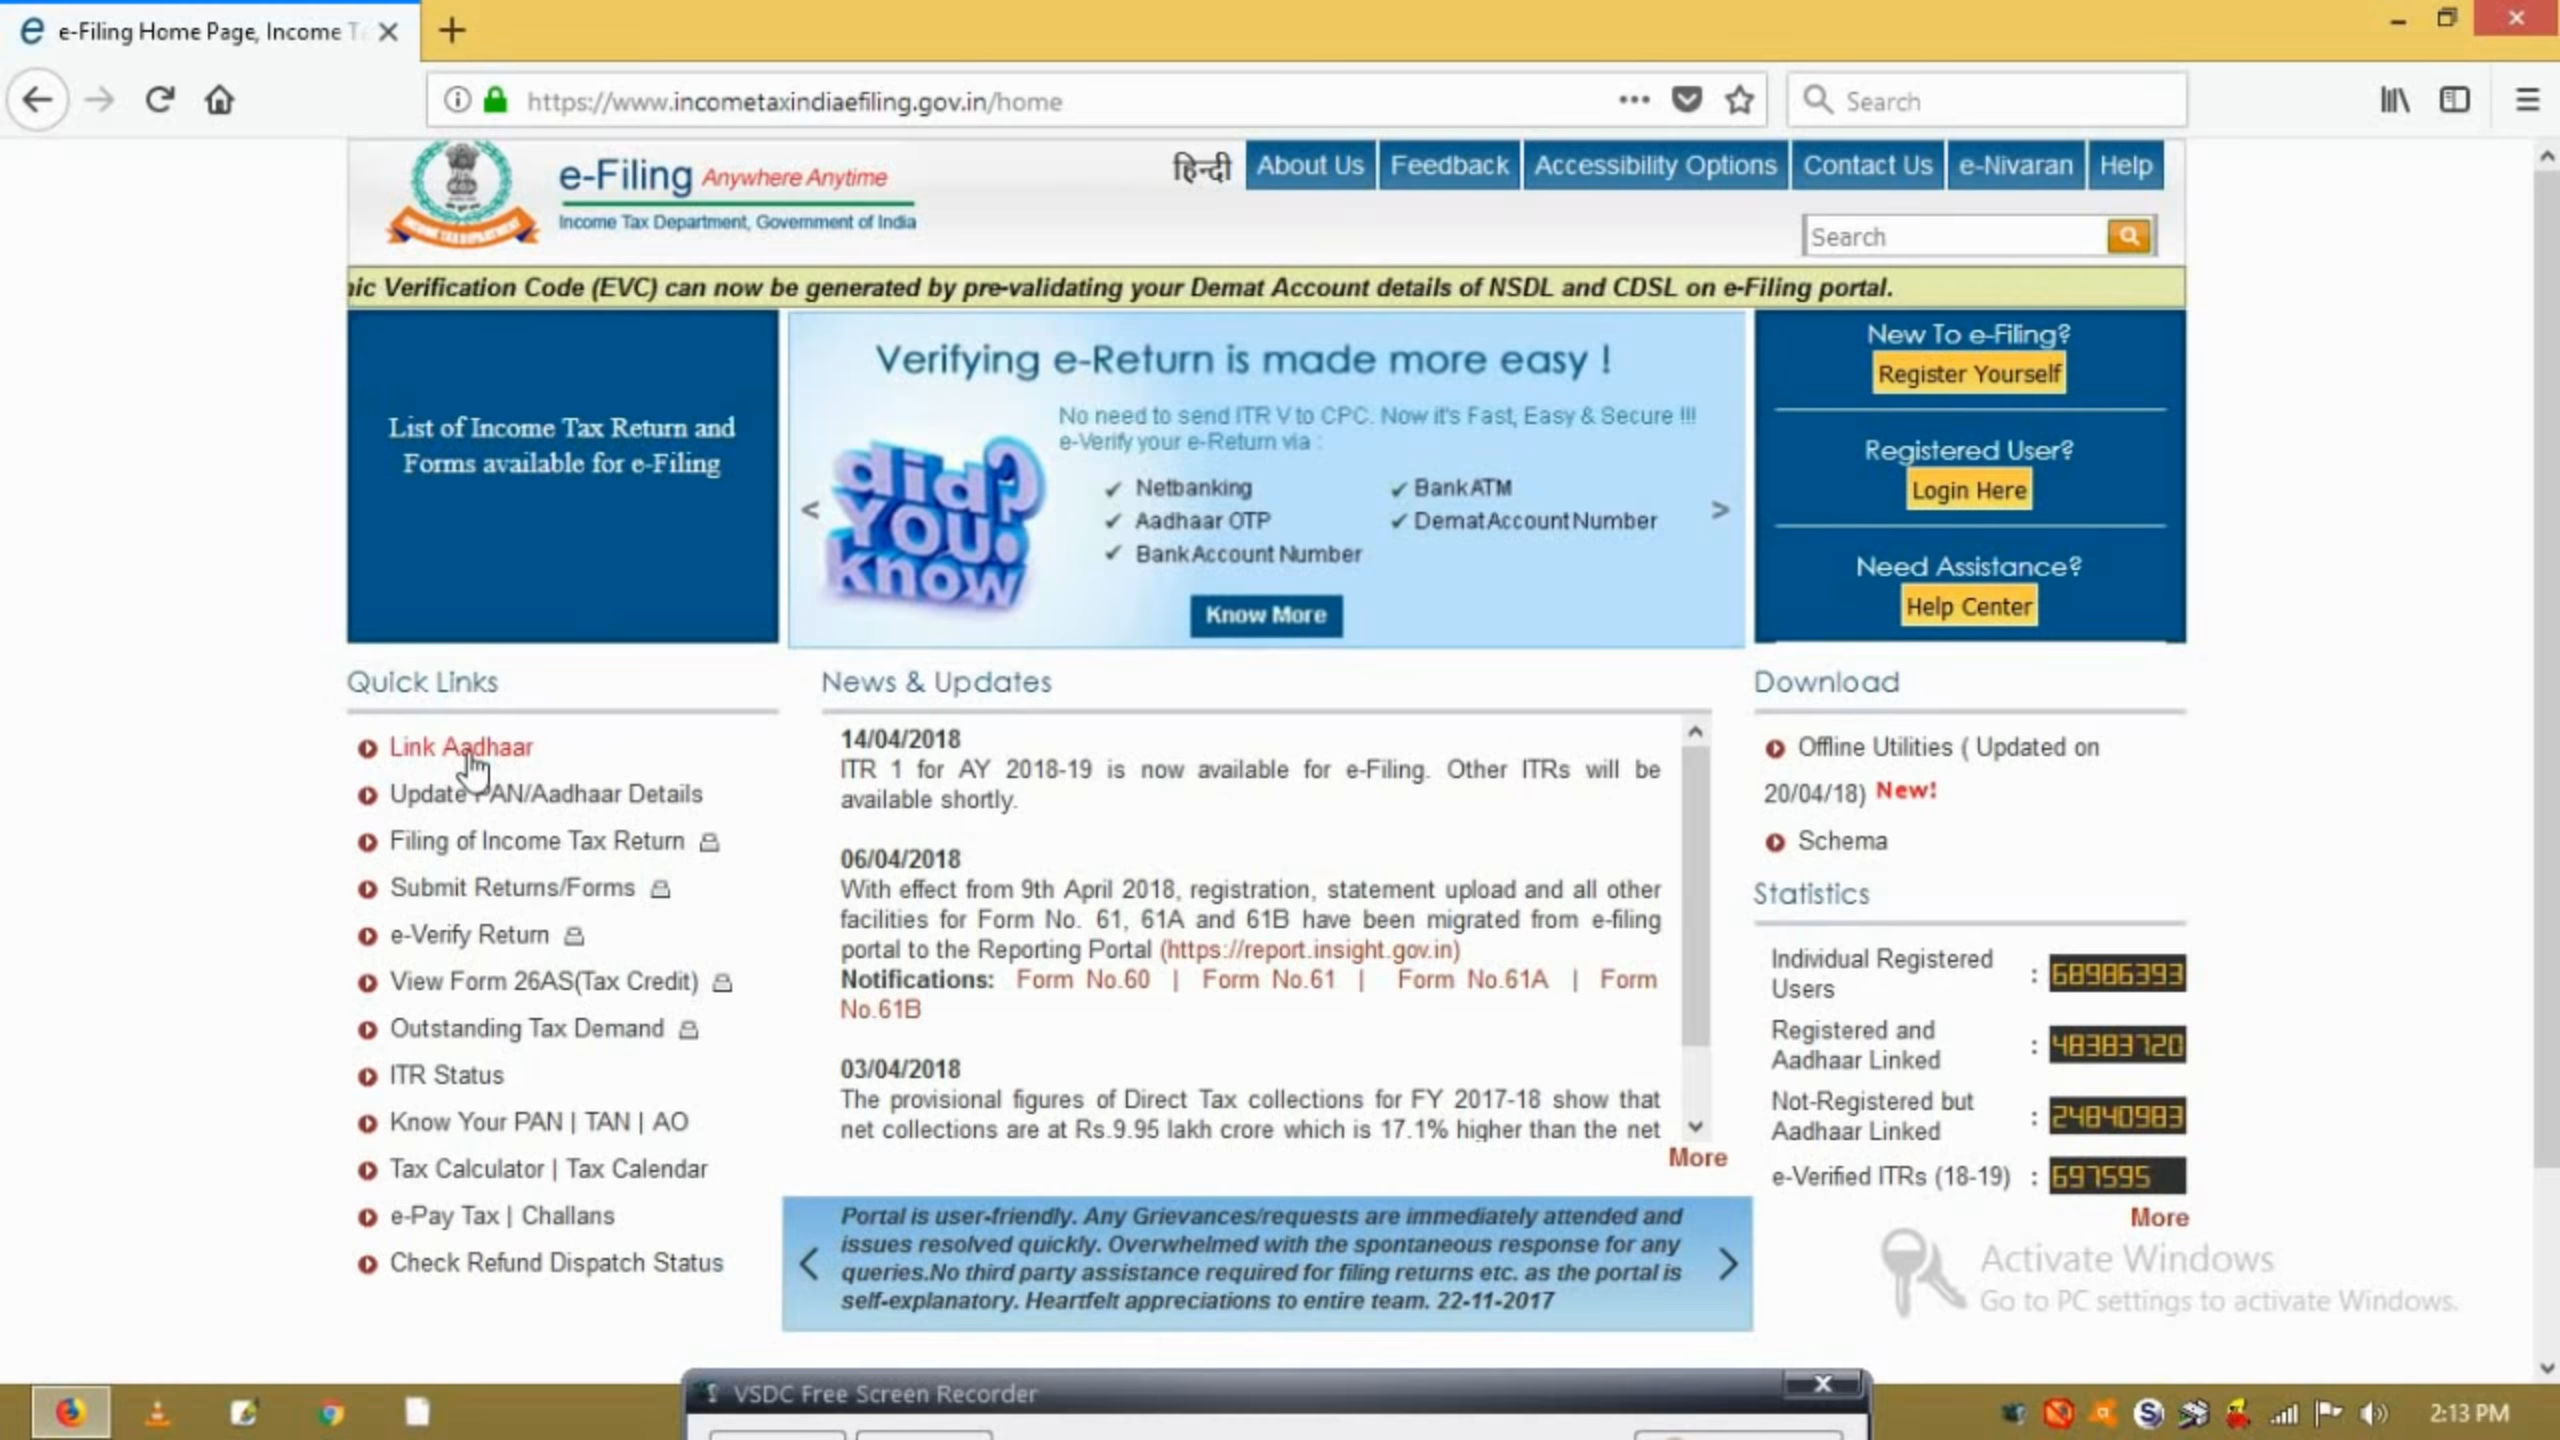 e-Filing Home Page, Income T
https://www.incometaxindiaefiling.gov.in/home
Search
e-Filing Anywhere Anytime
Income Tax Department, Government of India
हिन्दी About Us Feedback Accessibility Options Contact Us e-Nivaran Help
Search
ic Verification Code (EVC) can now be generated by pre-validating your Demat Account details of NSDL and CDSL on e-Filing portal.
List of Income Tax Return and
Forms available for e-Filing
Verifying e-Return is made more easy !
No need to send ITR V to CPC. Now it's Fast, Easy & Secure !!!
e-Verify your e-Return via :
did
YOU
know
?
✓ Netbanking
✓ Aadhaar OTP
✓ Bank Account Number
✓ Bank ATM
✓ Demat Account Number
< >
Know More
New To e-Filing?
Register Yourself
Registered User?
Login Here
Need Assistance?
Help Center
Quick Links
Link Aadhaar
Update PAN/Aadhaar Details
Filing of Income Tax Return
Submit Returns/Forms
e-Verify Return
View Form 26AS(Tax Credit)
Outstanding Tax Demand
ITR Status
Know Your PAN | TAN | AO
Tax Calculator | Tax Calendar
e-Pay Tax | Challans
Check Refund Dispatch Status
News & Updates
14/04/2018
ITR 1 for AY 2018-19 is now available for e-Filing. Other ITRs will be
available shortly.
06/04/2018
With effect from 9th April 2018, registration, statement upload and all other
facilities for Form No. 61, 61A and 61B have been migrated from e-filing
portal to the Reporting Portal (https://report.insight.gov.in)
Notifications: Form No.60 | Form No.61 | Form No.61A | Form
No.61B
03/04/2018
The provisional figures of Direct Tax collections for FY 2017-18 show that
net collections are at Rs.9.95 lakh crore which is 17.1% higher than the net
More
Portal is user-friendly. Any Grievances/requests are immediately attended and
issues resolved quickly. Overwhelmed with the spontaneous response for any
queries.No third party assistance required for filing returns etc. as the portal is
self-explanatory. Heartfelt appreciations to entire team. 22-11-2017
Download
Offline Utilities ( Updated on
20/04/18) New!
Schema
Statistics
Individual Registered
Users : 68986393
Registered and
Aadhaar Linked : 48383720
Not-Registered but
Aadhaar Linked : 24840983
e-Verified ITRs (18-19) : 697595
More
Activate Windows
Go to PC settings to activate Windows.
VSDC Free Screen Recorder
2:13 PM